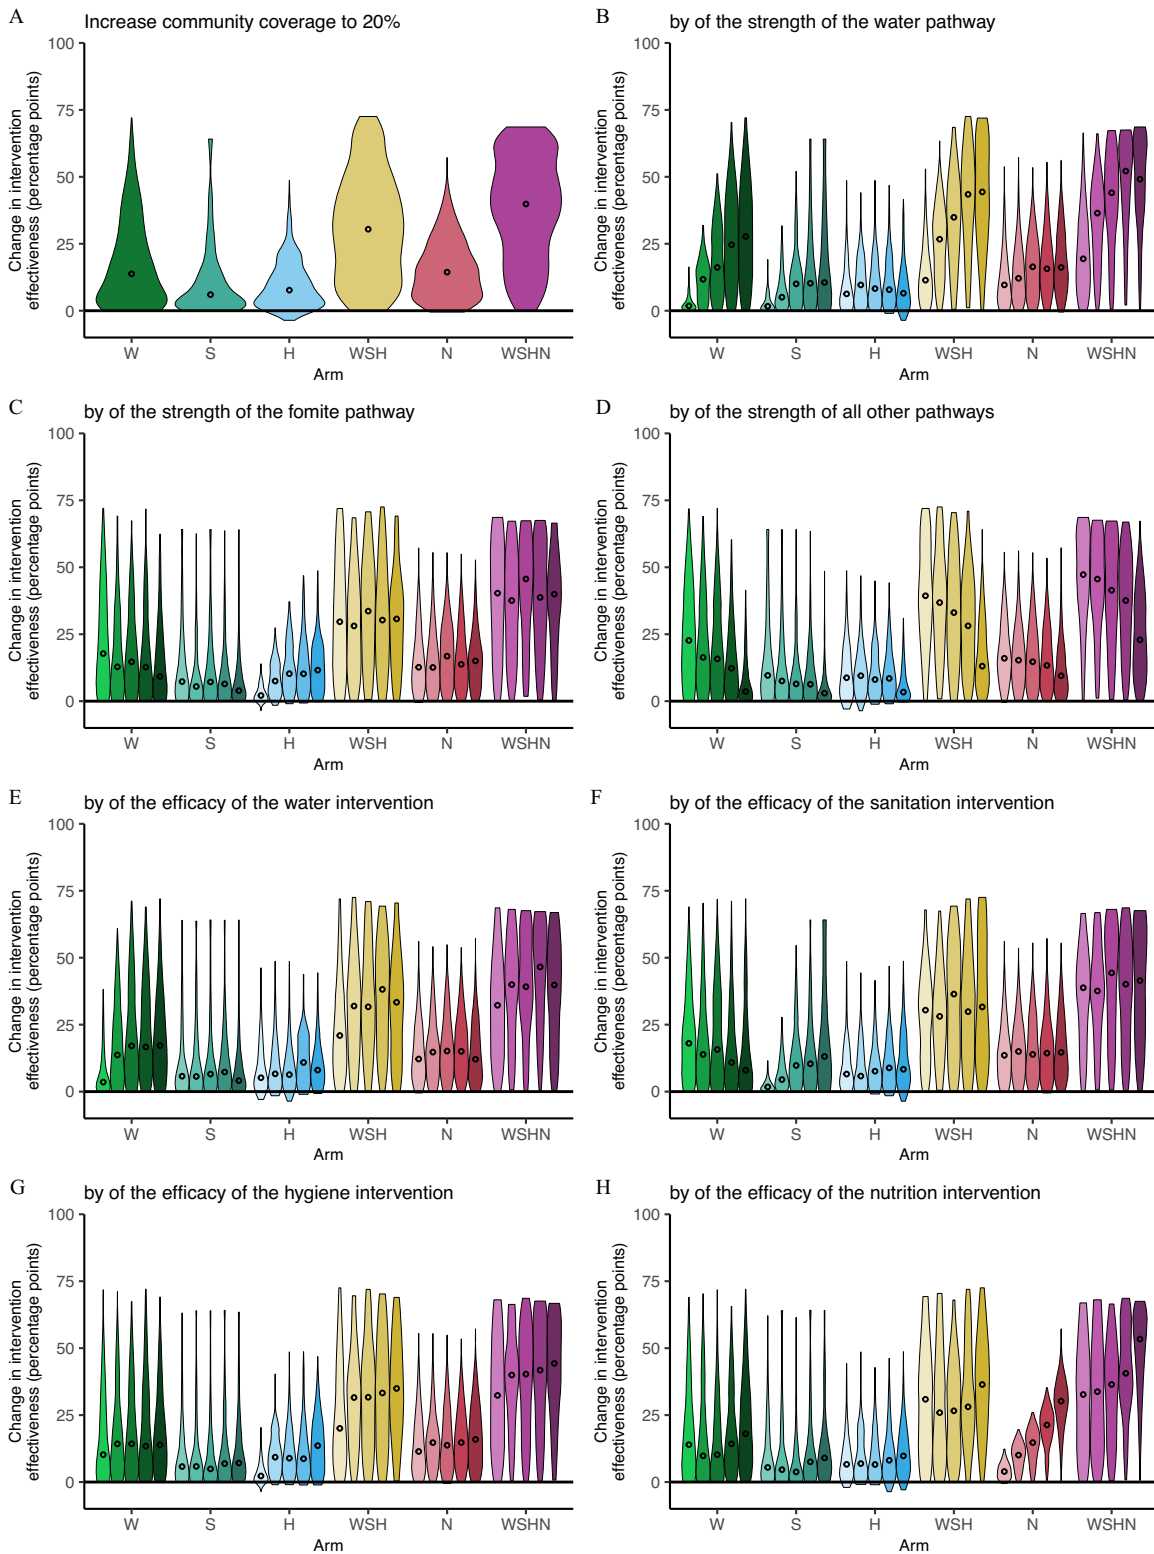 A
Increase community coverage to 20%
Change in intervention
effectiveness (percentage points)
100
75
50
25
0
W S H WSH N WSHN
Arm
B
by of the strength of the water pathway
Change in intervention
effectiveness (percentage points)
100
75
50
25
0
W S H WSH N WSHN
Arm
C
by of the strength of the fomite pathway
Change in intervention
effectiveness (percentage points)
100
75
50
25
0
W S H WSH N WSHN
Arm
D
by of the strength of all other pathways
Change in intervention
effectiveness (percentage points)
100
75
50
25
0
W S H WSH N WSHN
Arm
E
by of the efficacy of the water intervention
Change in intervention
effectiveness (percentage points)
100
75
50
25
0
W S H WSH N WSHN
Arm
F
by of the efficacy of the sanitation intervention
Change in intervention
effectiveness (percentage points)
100
75
50
25
0
W S H WSH N WSHN
Arm
G
by of the efficacy of the hygiene intervention
Change in intervention
effectiveness (percentage points)
100
75
50
25
0
W S H WSH N WSHN
Arm
H
by of the efficacy of the nutrition intervention
Change in intervention
effectiveness (percentage points)
100
75
50
25
0
W S H WSH N WSHN
Arm